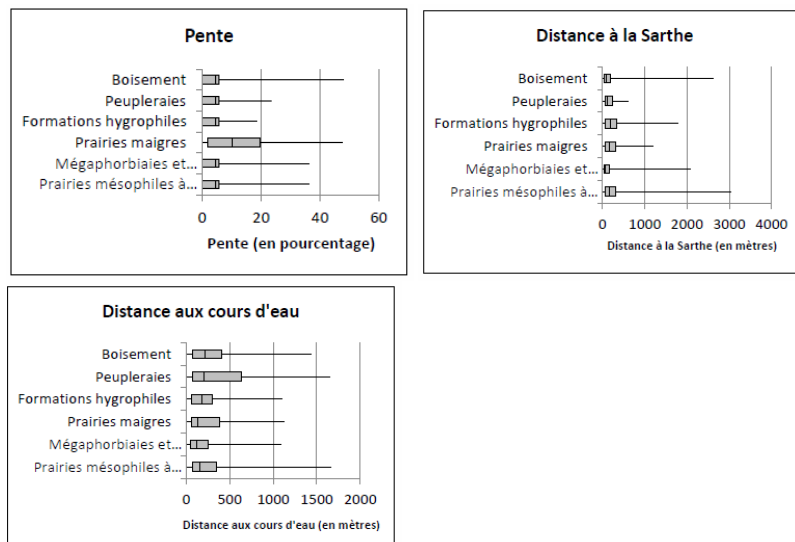 Pente
Boisement
Peupleraies
Formations hygrophiles
Prairies maigres
Mégaphorbiaies et...
Prairies mésophiles à...
0 20 40 60
Pente (en pourcentage)
Distance à la Sarthe
Boisement
Peupleraies
Formations hygrophiles
Prairies maigres
Mégaphorbiaies et...
Prairies mésophiles à...
0 1000 2000 3000 4000
Distance à la Sarthe (en mètres)
Distance aux cours d'eau
Boisement
Peupleraies
Formations hygrophiles
Prairies maigres
Mégaphorbiaies et...
Prairies mésophiles à...
0 500 1000 1500 2000
Distance aux cours d'eau (en mètres)